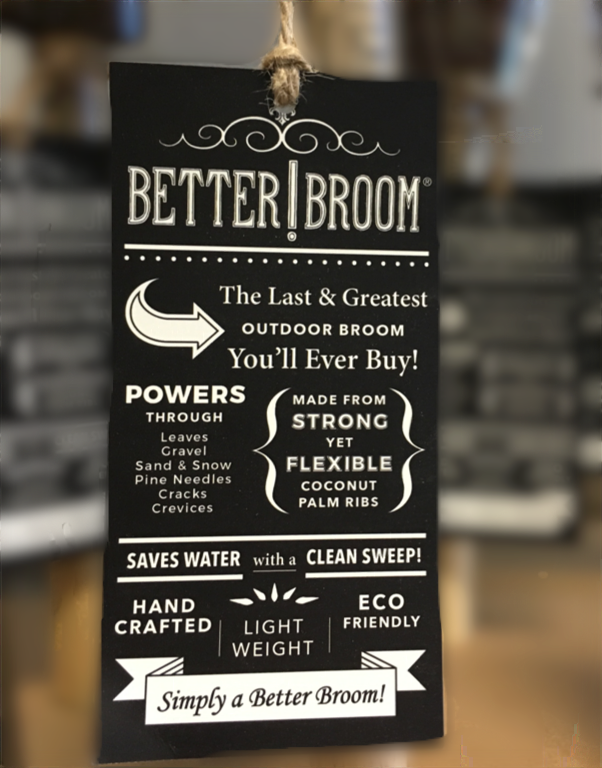 BETTER!BROOM®
The Last & Greatest
OUTDOOR BROOM
You'll Ever Buy!
POWERS
THROUGH
Leaves
Gravel
Sand & Snow
Pine Needles
Cracks
Crevices
MADE FROM
STRONG
YET
FLEXIBLE
COCONUT
PALM RIBS
SAVES WATER with a CLEAN SWEEP!
HAND
CRAFTED
LIGHT
WEIGHT
ECO
FRIENDLY
Simply a Better Broom!